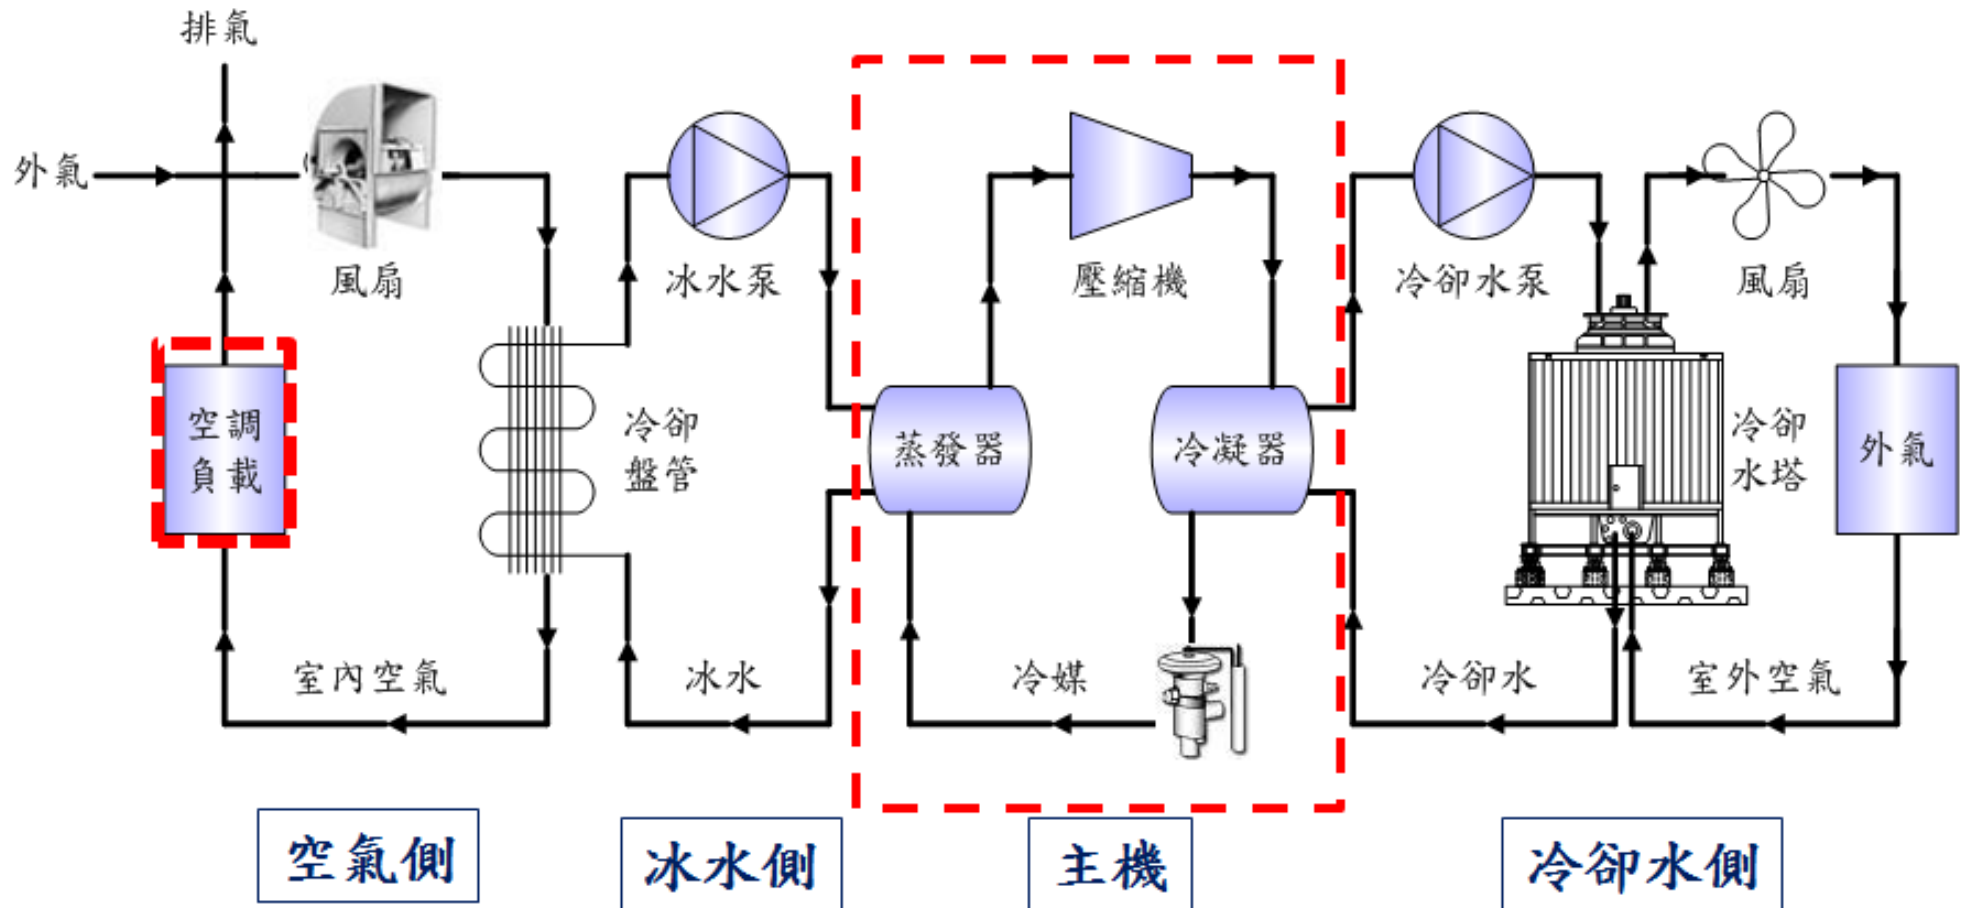 排氣
外氣
風扇
冰水泵
壓縮機
冷卻水泵
風扇
空調
負載
冷卻
盤管
蒸發器
冷凝器
冷卻
水塔
外氣
室內空氣
冰水
冷媒
冷卻水
室外空氣
空氣側
冰水側
主機
冷卻水側